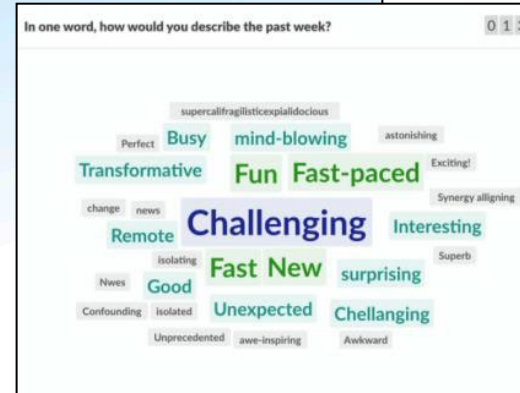 In one word, how would you describe the past week?
0 1
supercalifragilisticexpialidocious
Perfect Busy mind-blowing astonishing
Transformative Fun Fast-paced Exciting!
Synergy alligning
change news Challenging Interesting
Remote
isolating Fast New surprising Superb
Nwes Good
Confounding isolated Unexpected Chellanging
Unprecedented awe-inspiring Awkward